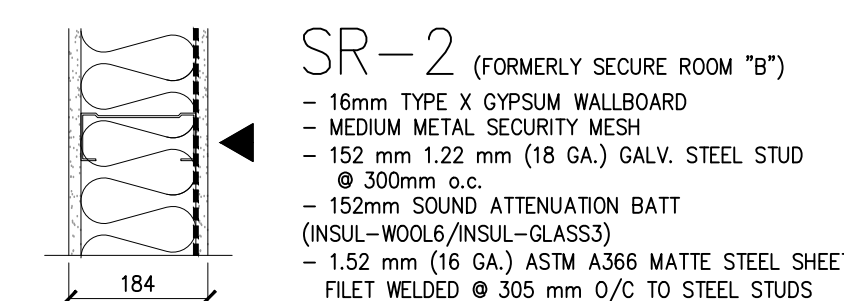 SR-2 (FORMERLY SECURE ROOM "B")
- 16mm TYPE X GYPSUM WALLBOARD
- MEDIUM METAL SECURITY MESH
- 152 mm 1.22 mm (18 GA.) GALV. STEEL STUD
@ 300mm o.c.
- 152mm SOUND ATTENUATION BATT
(INSUL-WOOL6/INSUL-GLASS3)
- 1.52 mm (16 GA.) ASTM A366 MATTE STEEL SHEET
FILET WELDED @ 305 mm O/C TO STEEL STUDS
184